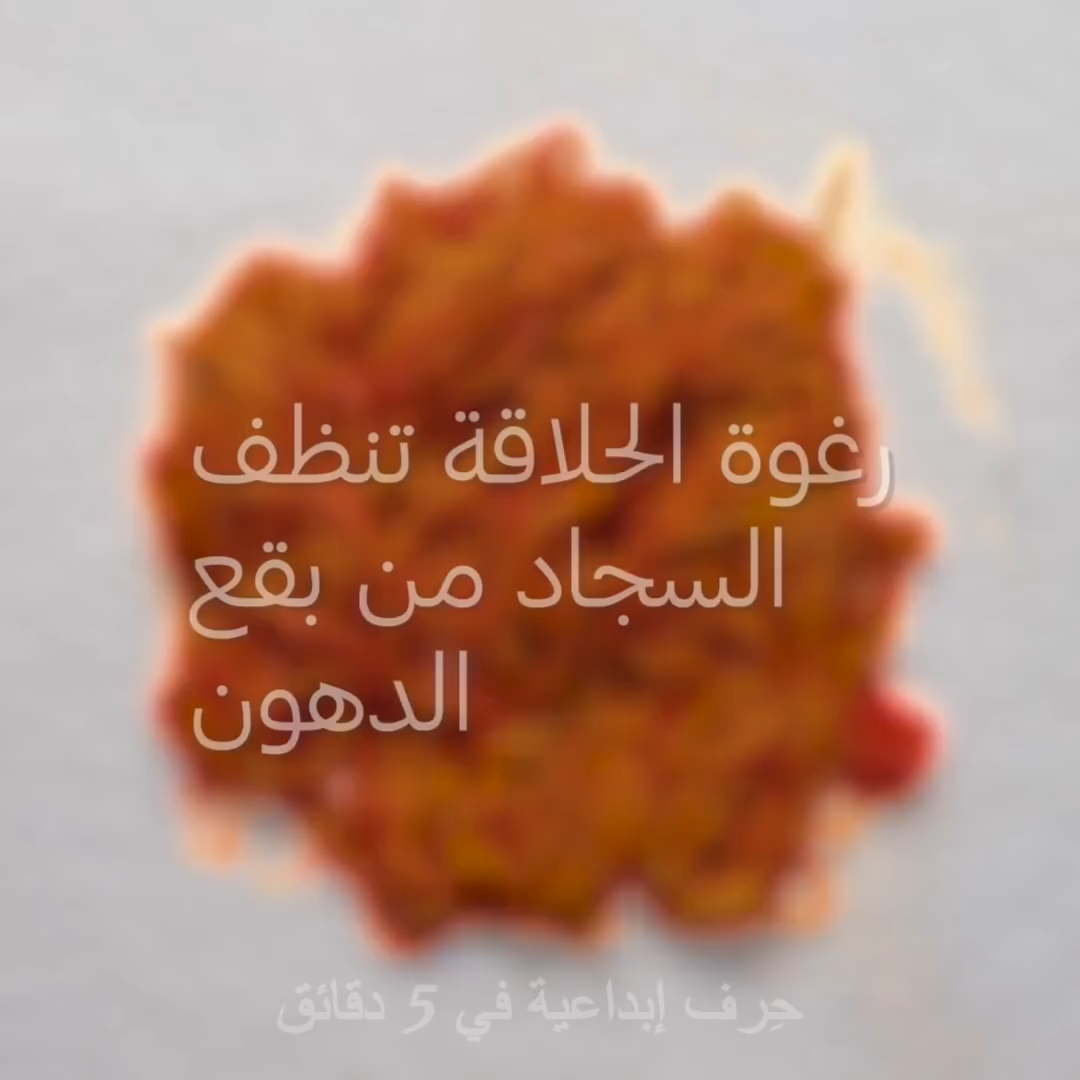 رغوة الحلاقة تنظف
السجاد من بقع
الدهون
حِرف إبداعية في 5 دقائق